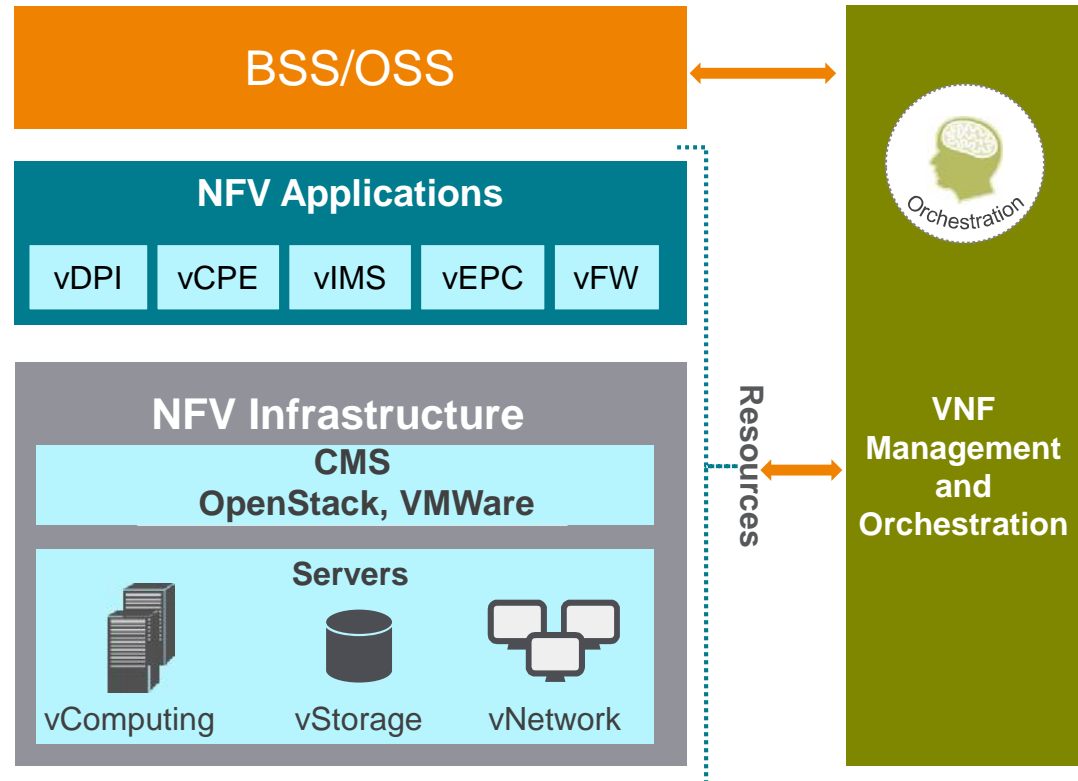 BSS/OSS
NFV Applications
vDPI
vCPE
vIMS
vEPC
vFW
NFV Infrastructure
CMS
OpenStack, VMWare
Servers
vComputing
vStorage
vNetwork
Resources
Orchestration
VNF
Management
and
Orchestration